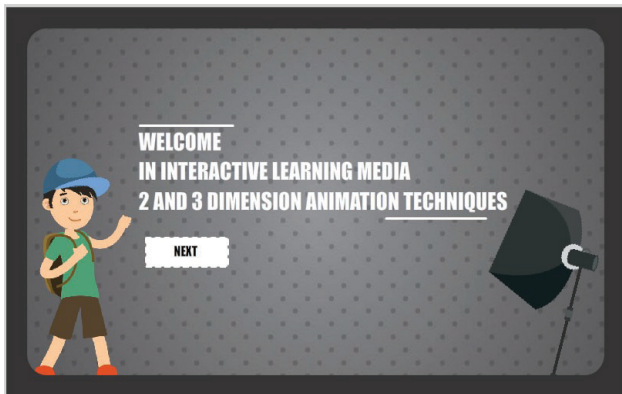 WELCOME
IN INTERACTIVE LEARNING MEDIA
2 AND 3 DIMENSION ANIMATION TECHNIQUES
NEXT